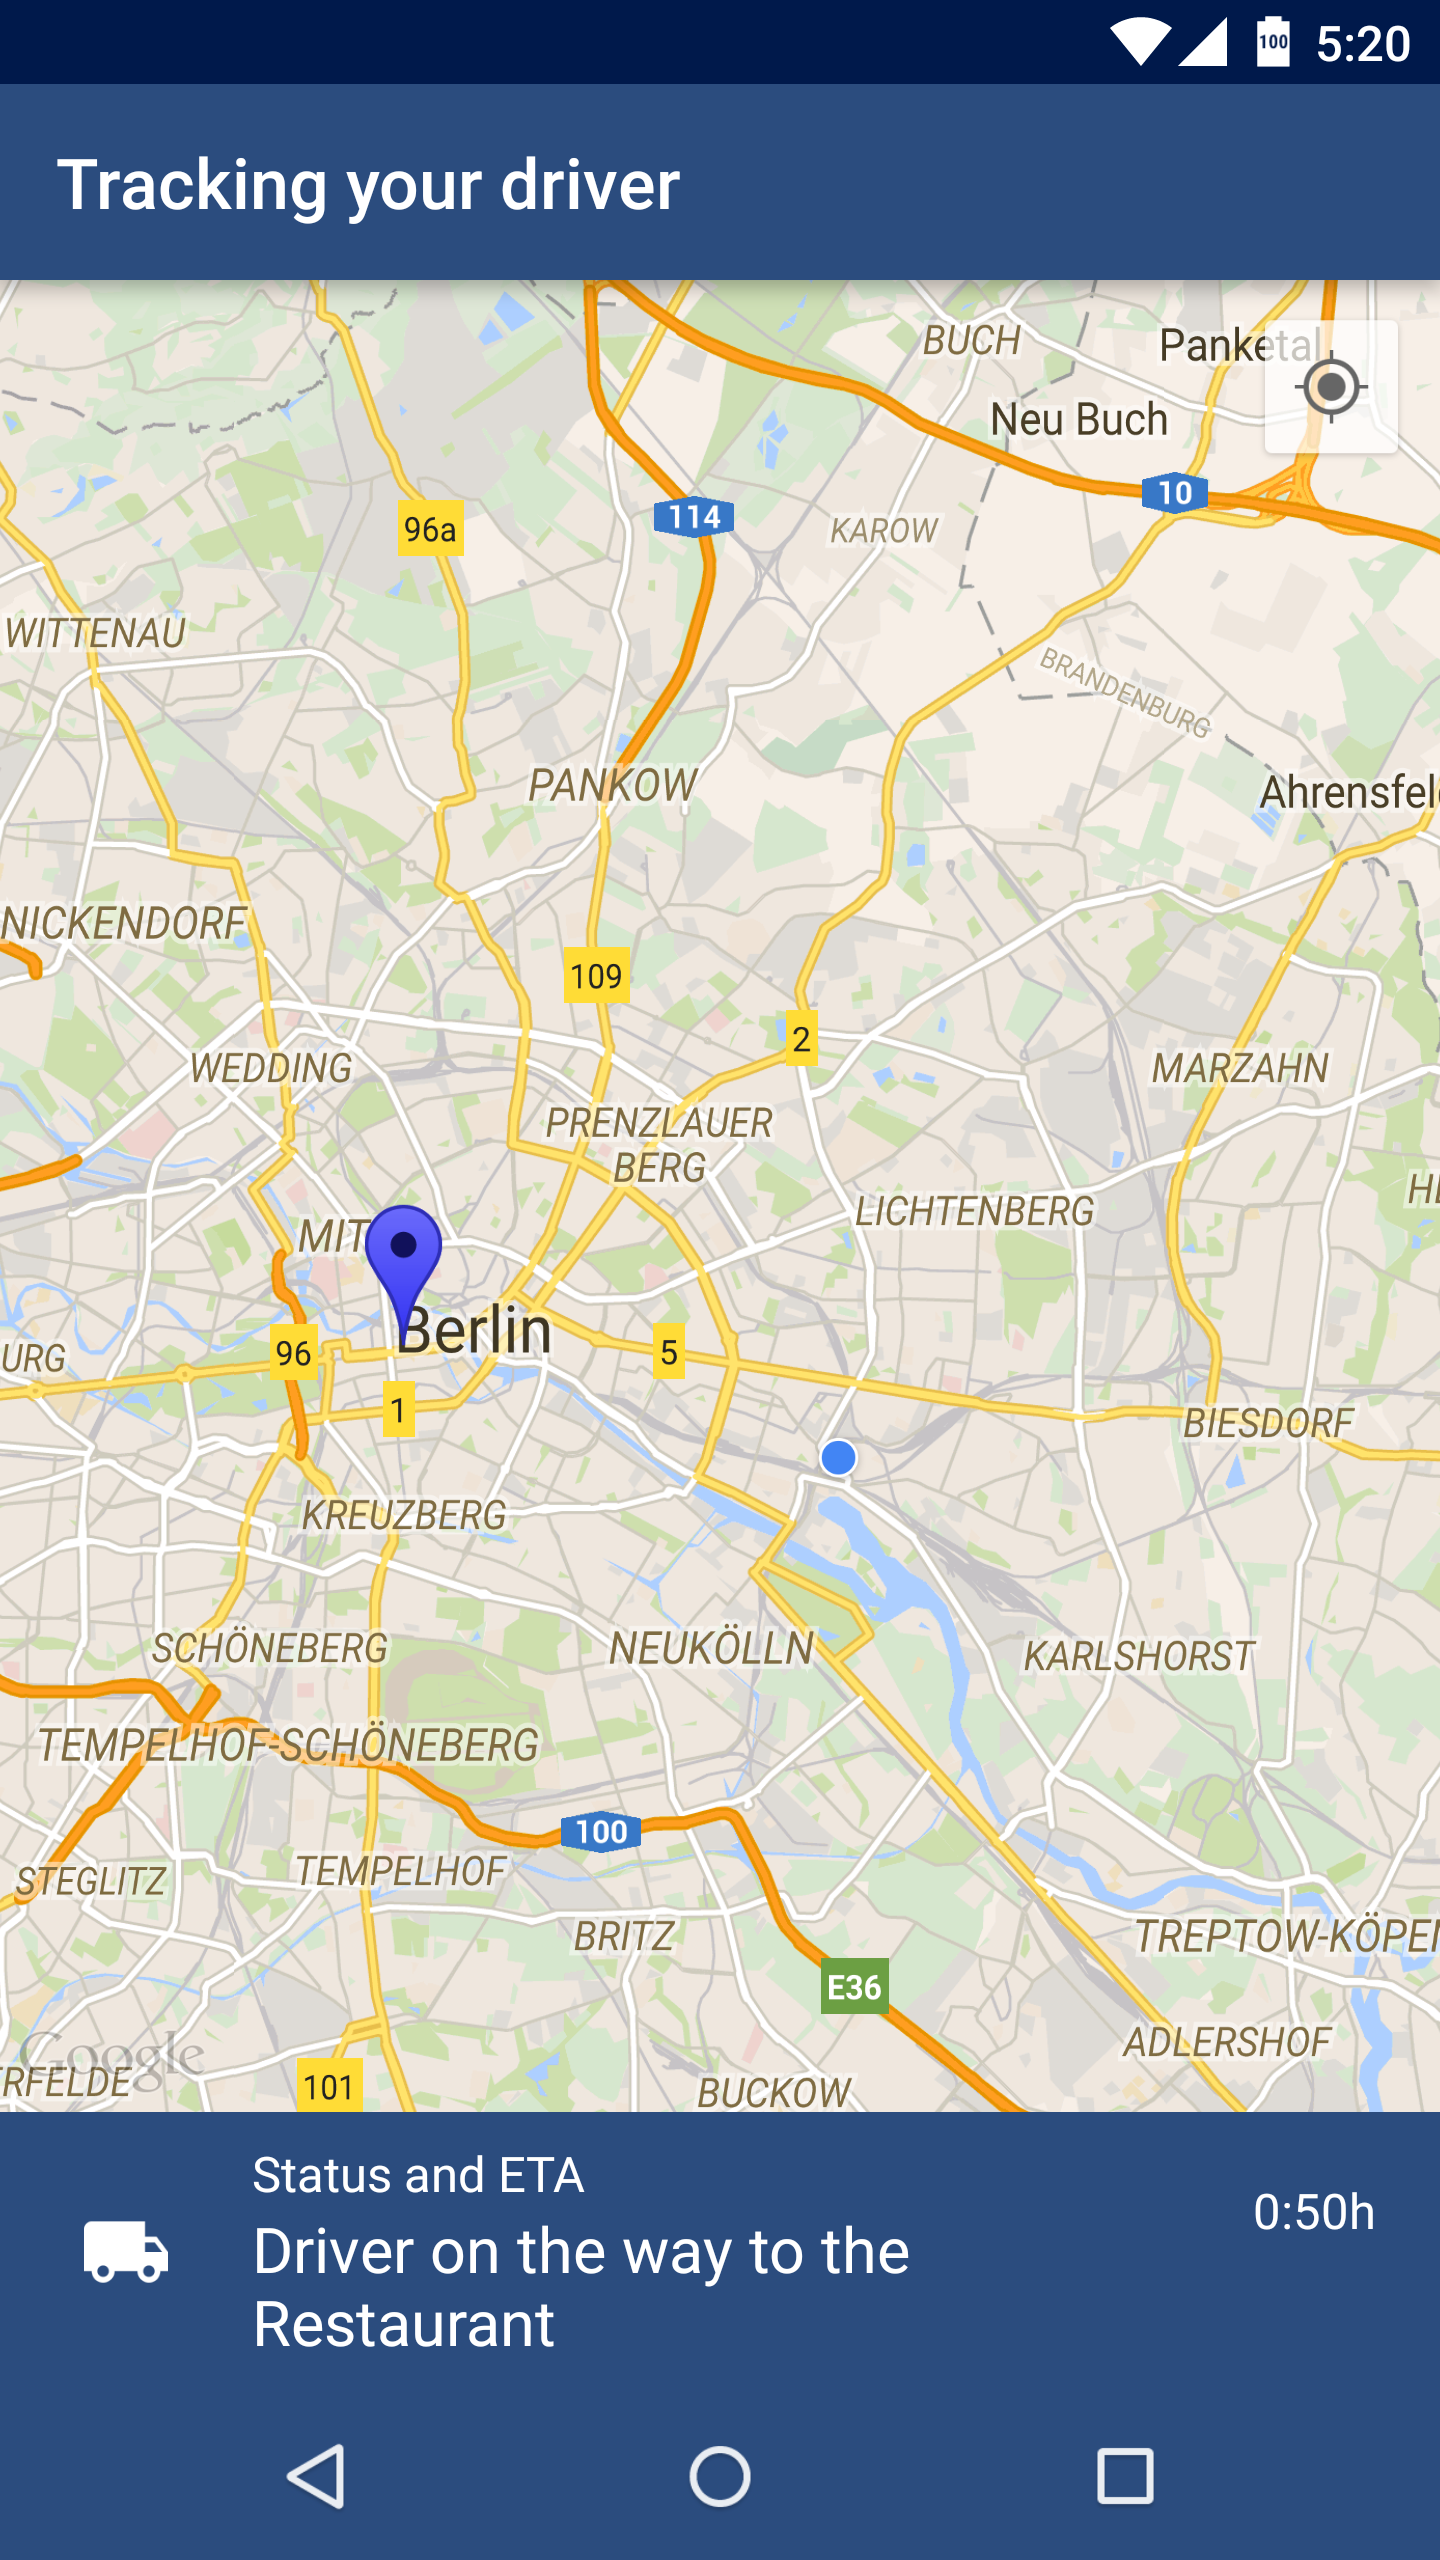 100 5:20
Tracking your driver
BUCH
Panketal
Neu Buch
10
114
96a
KAROW
WITTENAU
BRANDENBURG
PANKOW
Ahrensfel
NICKENDORF
109
2
WEDDING
MARZAHN
PRENZLAUER
BERG
HE
LICHTENBERG
MIT
Berlin
96
5
URG
1
BIESDORF
KREUZBERG
SCHÖNEBERG
NEUKÖLLN
KARLSHORST
TEMPELHOF-SCHÖNEBERG
100
STEGLITZ
TEMPELHOF
BRITZ
TREPTOW-KÖPEN
E36
ADLERSHOF
Google
RFELDE
101
BUCKOW
Status and ETA
0:50h
Driver on the way to the
Restaurant